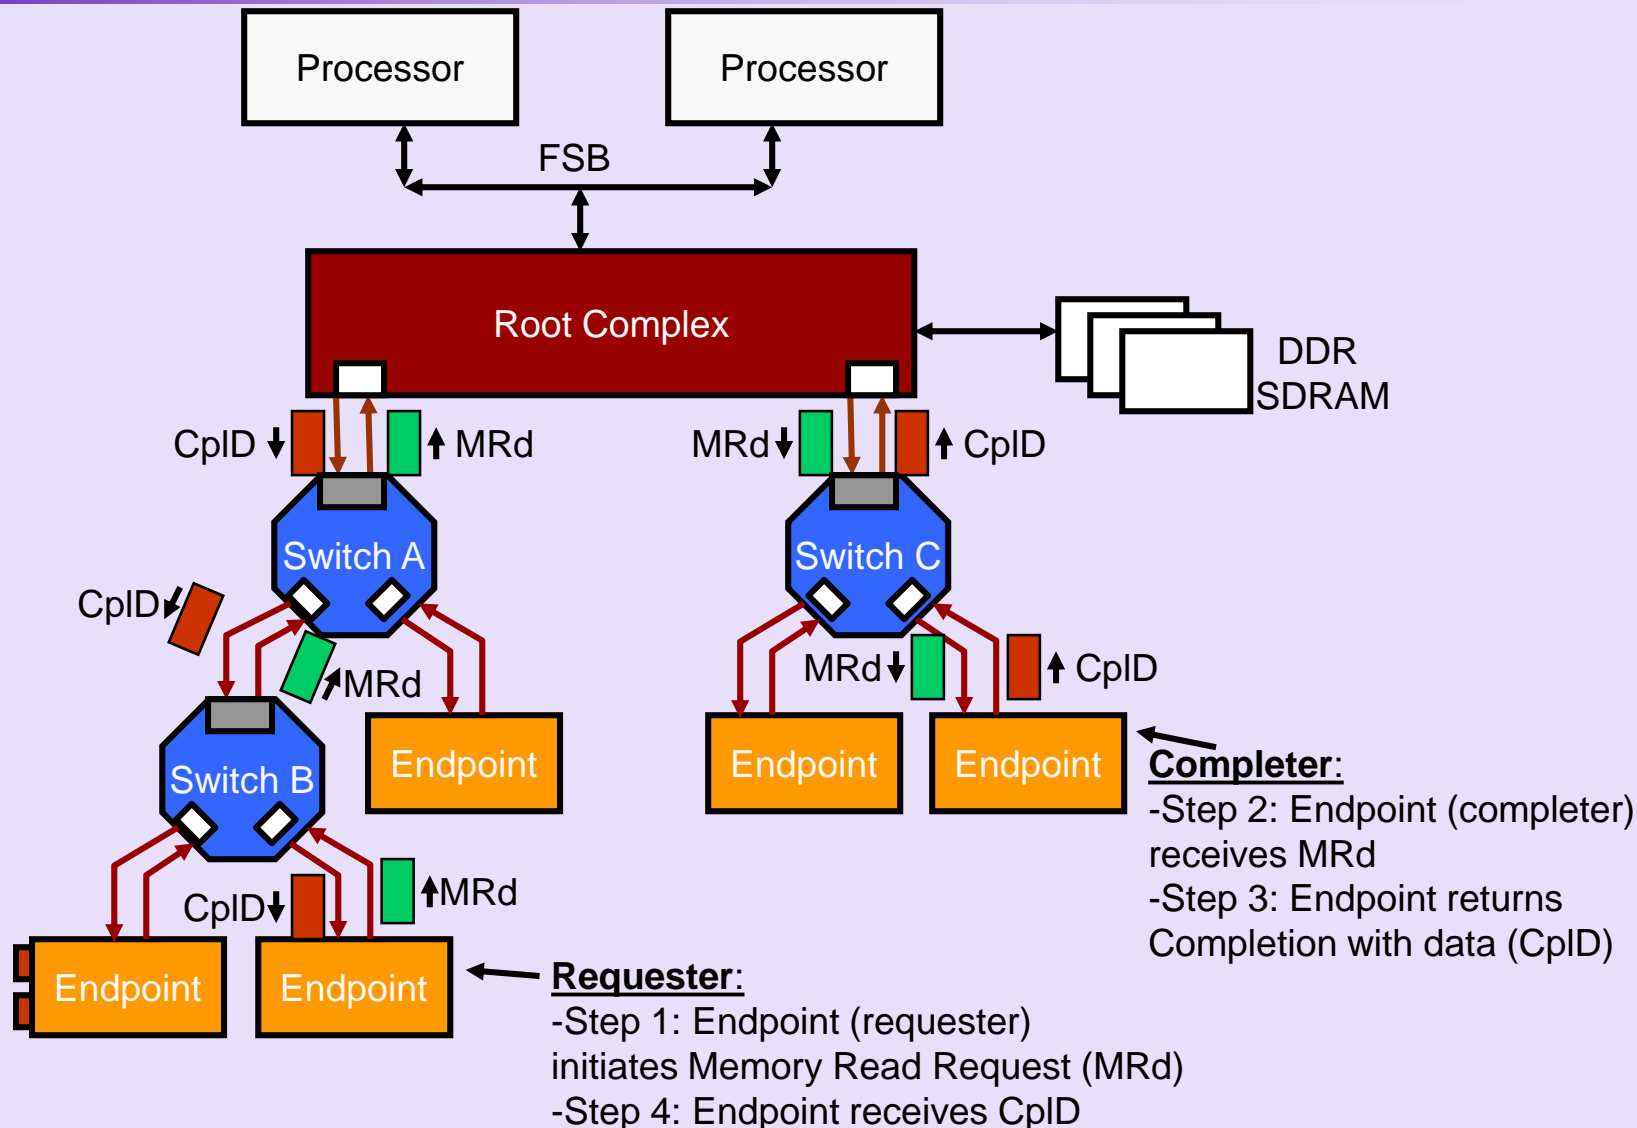 Processor
Processor
FSB
Root Complex
DDR
SDRAM
CplD
MRd
MRd
CplD
Switch A
Switch C
CplD
MRd
MRd
CplD
Endpoint
Endpoint
Endpoint
Switch B
Completer:
-Step 2: Endpoint (completer)
receives MRd
-Step 3: Endpoint returns
Completion with data (CplD)
CplD
MRd
Endpoint
Endpoint
Requester:
-Step 1: Endpoint (requester)
initiates Memory Read Request (MRd)
-Step 4: Endpoint receives CplD